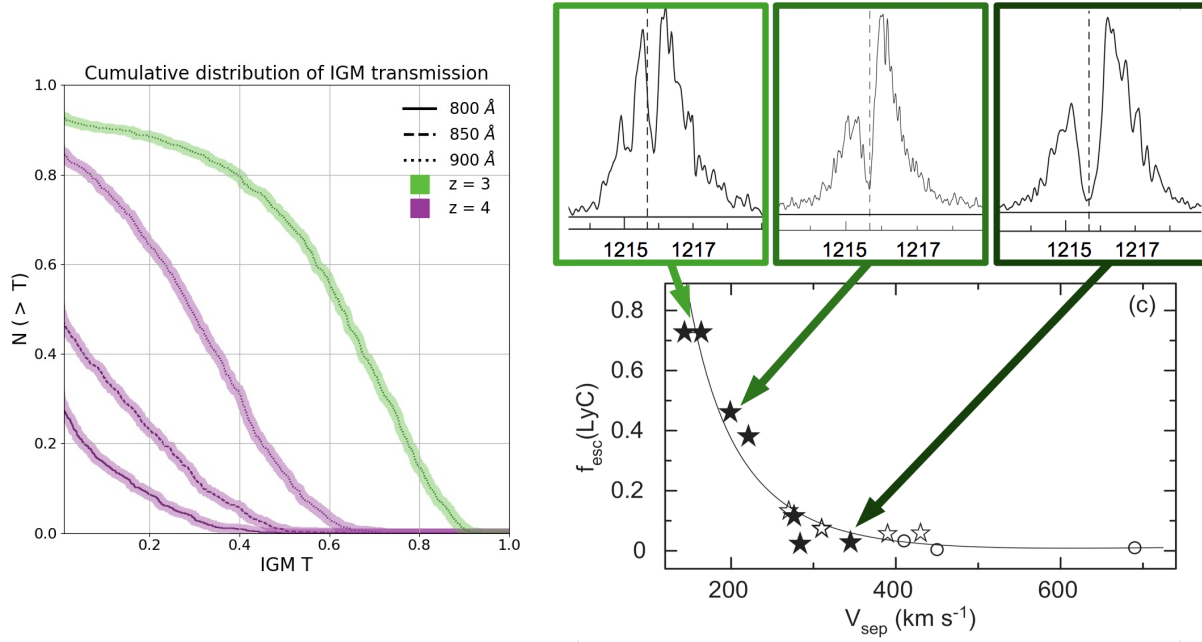 Cumulative distribution of IGM transmission
1.0
0.8
0.6
0.4
0.2
0.0
N ( > T)
0.2
0.4
0.6
0.8
1.0
IGM T
800 Å
850 Å
900 Å
z = 3
z = 4
1215 1217
1215 1217
1215 1217
(c)
0.8
0.6
0.4
0.2
0
f_esc(LyC)
200
400
600
V_sep (km s⁻¹)